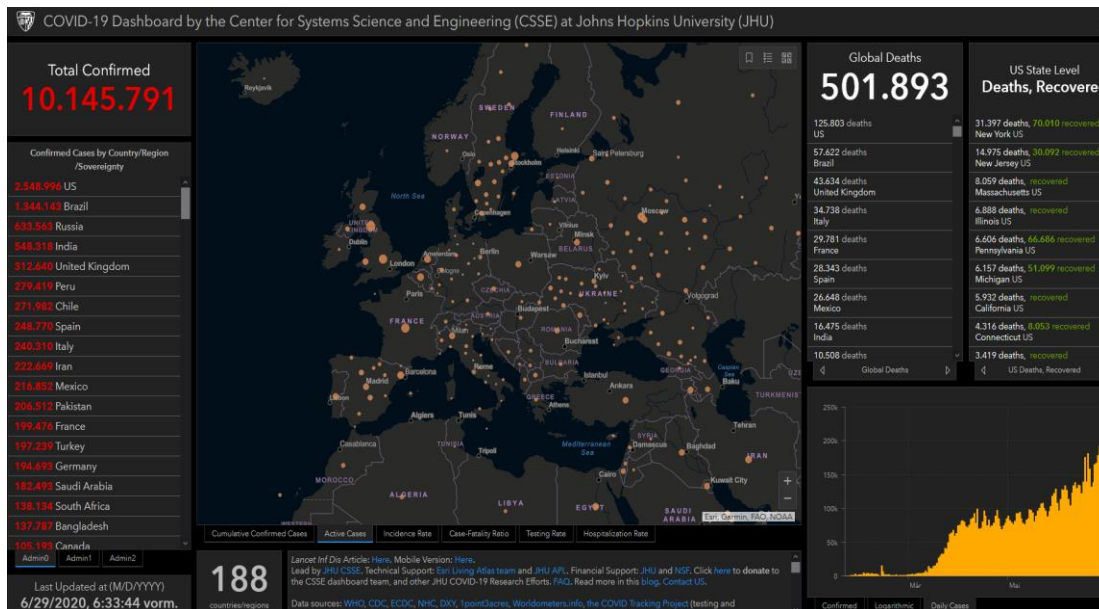 COVID-19 Dashboard by the Center for Systems Science and Engineering (CSSE) at Johns Hopkins University (JHU)
Total Confirmed
10.145.791
Confirmed Cases by Country/Region
/Sovereignty
2.548.996 US
1.344.143 Brazil
633.563 Russia
548.318 India
312.640 United Kingdom
279.419 Peru
271.982 Chile
248.770 Spain
240.310 Italy
222.669 Iran
216.852 Mexico
206.512 Pakistan
199.476 France
197.239 Turkey
194.693 Germany
182.493 Saudi Arabia
138.134 South Africa
137.787 Bangladesh
105.193 Canada
Admin0 Admin1 Admin2
Last Updated at (M/D/YYYY)
6/29/2020, 6:33:44 vorm.
Reykjavik
SWEDEN
FINLAND
NORWAY
Oslo
Helsinki
Saint Petersburg
Stockholm
ESTONIA
North Sea
LATVIA
Moscow
Copenhagen
UNITED
KINGDOM
Vilnius
Dublin
Minsk
BELARUS
Amsterdam
Berlin
Warsaw
London
Cologne
Kyiv
Paris
CZECHIA
UKRAINE
Volgograd
Budapest
FRANCE
AUSTRIA
Milan
ROMANIA
Bucharest
BULGARIA
GEORGIA
Caspian
Sea
Barcelona
Rome
Madrid
Istanbul
Baku
Lisbon
Ankara
TURKMENIS
GREECE
Athens
Algiers
Tunis
Tehran
SYRIA
Casablanca
TUNISIA
Mediterranean
Sea
Damascus
Baghdad
Tripoli
IRAN
MOROCCO
Cairo
Kuwait City
ALGERIA
LIBYA
EGYPT
SAUDI
ARABIA
Esri, Garmin, FAO, NOAA
Cumulative Confirmed Cases Active Cases Incidence Rate Case-Fatality Ratio Testing Rate Hospitalization Rate
188
countries/regions
Lancet Inf Dis Article: Here. Mobile Version: Here.
Lead by JHU CSSE. Technical Support: Esri Living Atlas team and JHU APL. Financial Support: JHU and NSF. Click here to donate to
the CSSE dashboard team, and other JHU COVID-19 Research Efforts. FAQ. Read more in this blog. Contact US.
Data sources: WHO, CDC, ECDC, NHC, DXY, 1point3acres, Worldometers.info, the COVID Tracking Project (testing and
Global Deaths
501.893
125.803 deaths
US
57.622 deaths
Brazil
43.634 deaths
United Kingdom
34.738 deaths
Italy
29.781 deaths
France
28.343 deaths
Spain
26.648 deaths
Mexico
16.475 deaths
India
10.508 deaths
Global Deaths
US State Level
Deaths, Recovere
31.397 deaths, 70.010 recovered
New York US
14.975 deaths, 30.092 recovered
New Jersey US
8.059 deaths, recovered
Massachusetts US
6.888 deaths, recovered
Illinois US
6.606 deaths, 66.686 recovered
Pennsylvania US
6.157 deaths, 51.099 recovered
Michigan US
5.932 deaths, recovered
California US
4.316 deaths, 8.053 recovered
Connecticut US
3.419 deaths, recovered
US Deaths, Recovered
250k
200k
150k
100k
50k
0
Mär
Mai
Confirmed Logarithmic Daily Cases